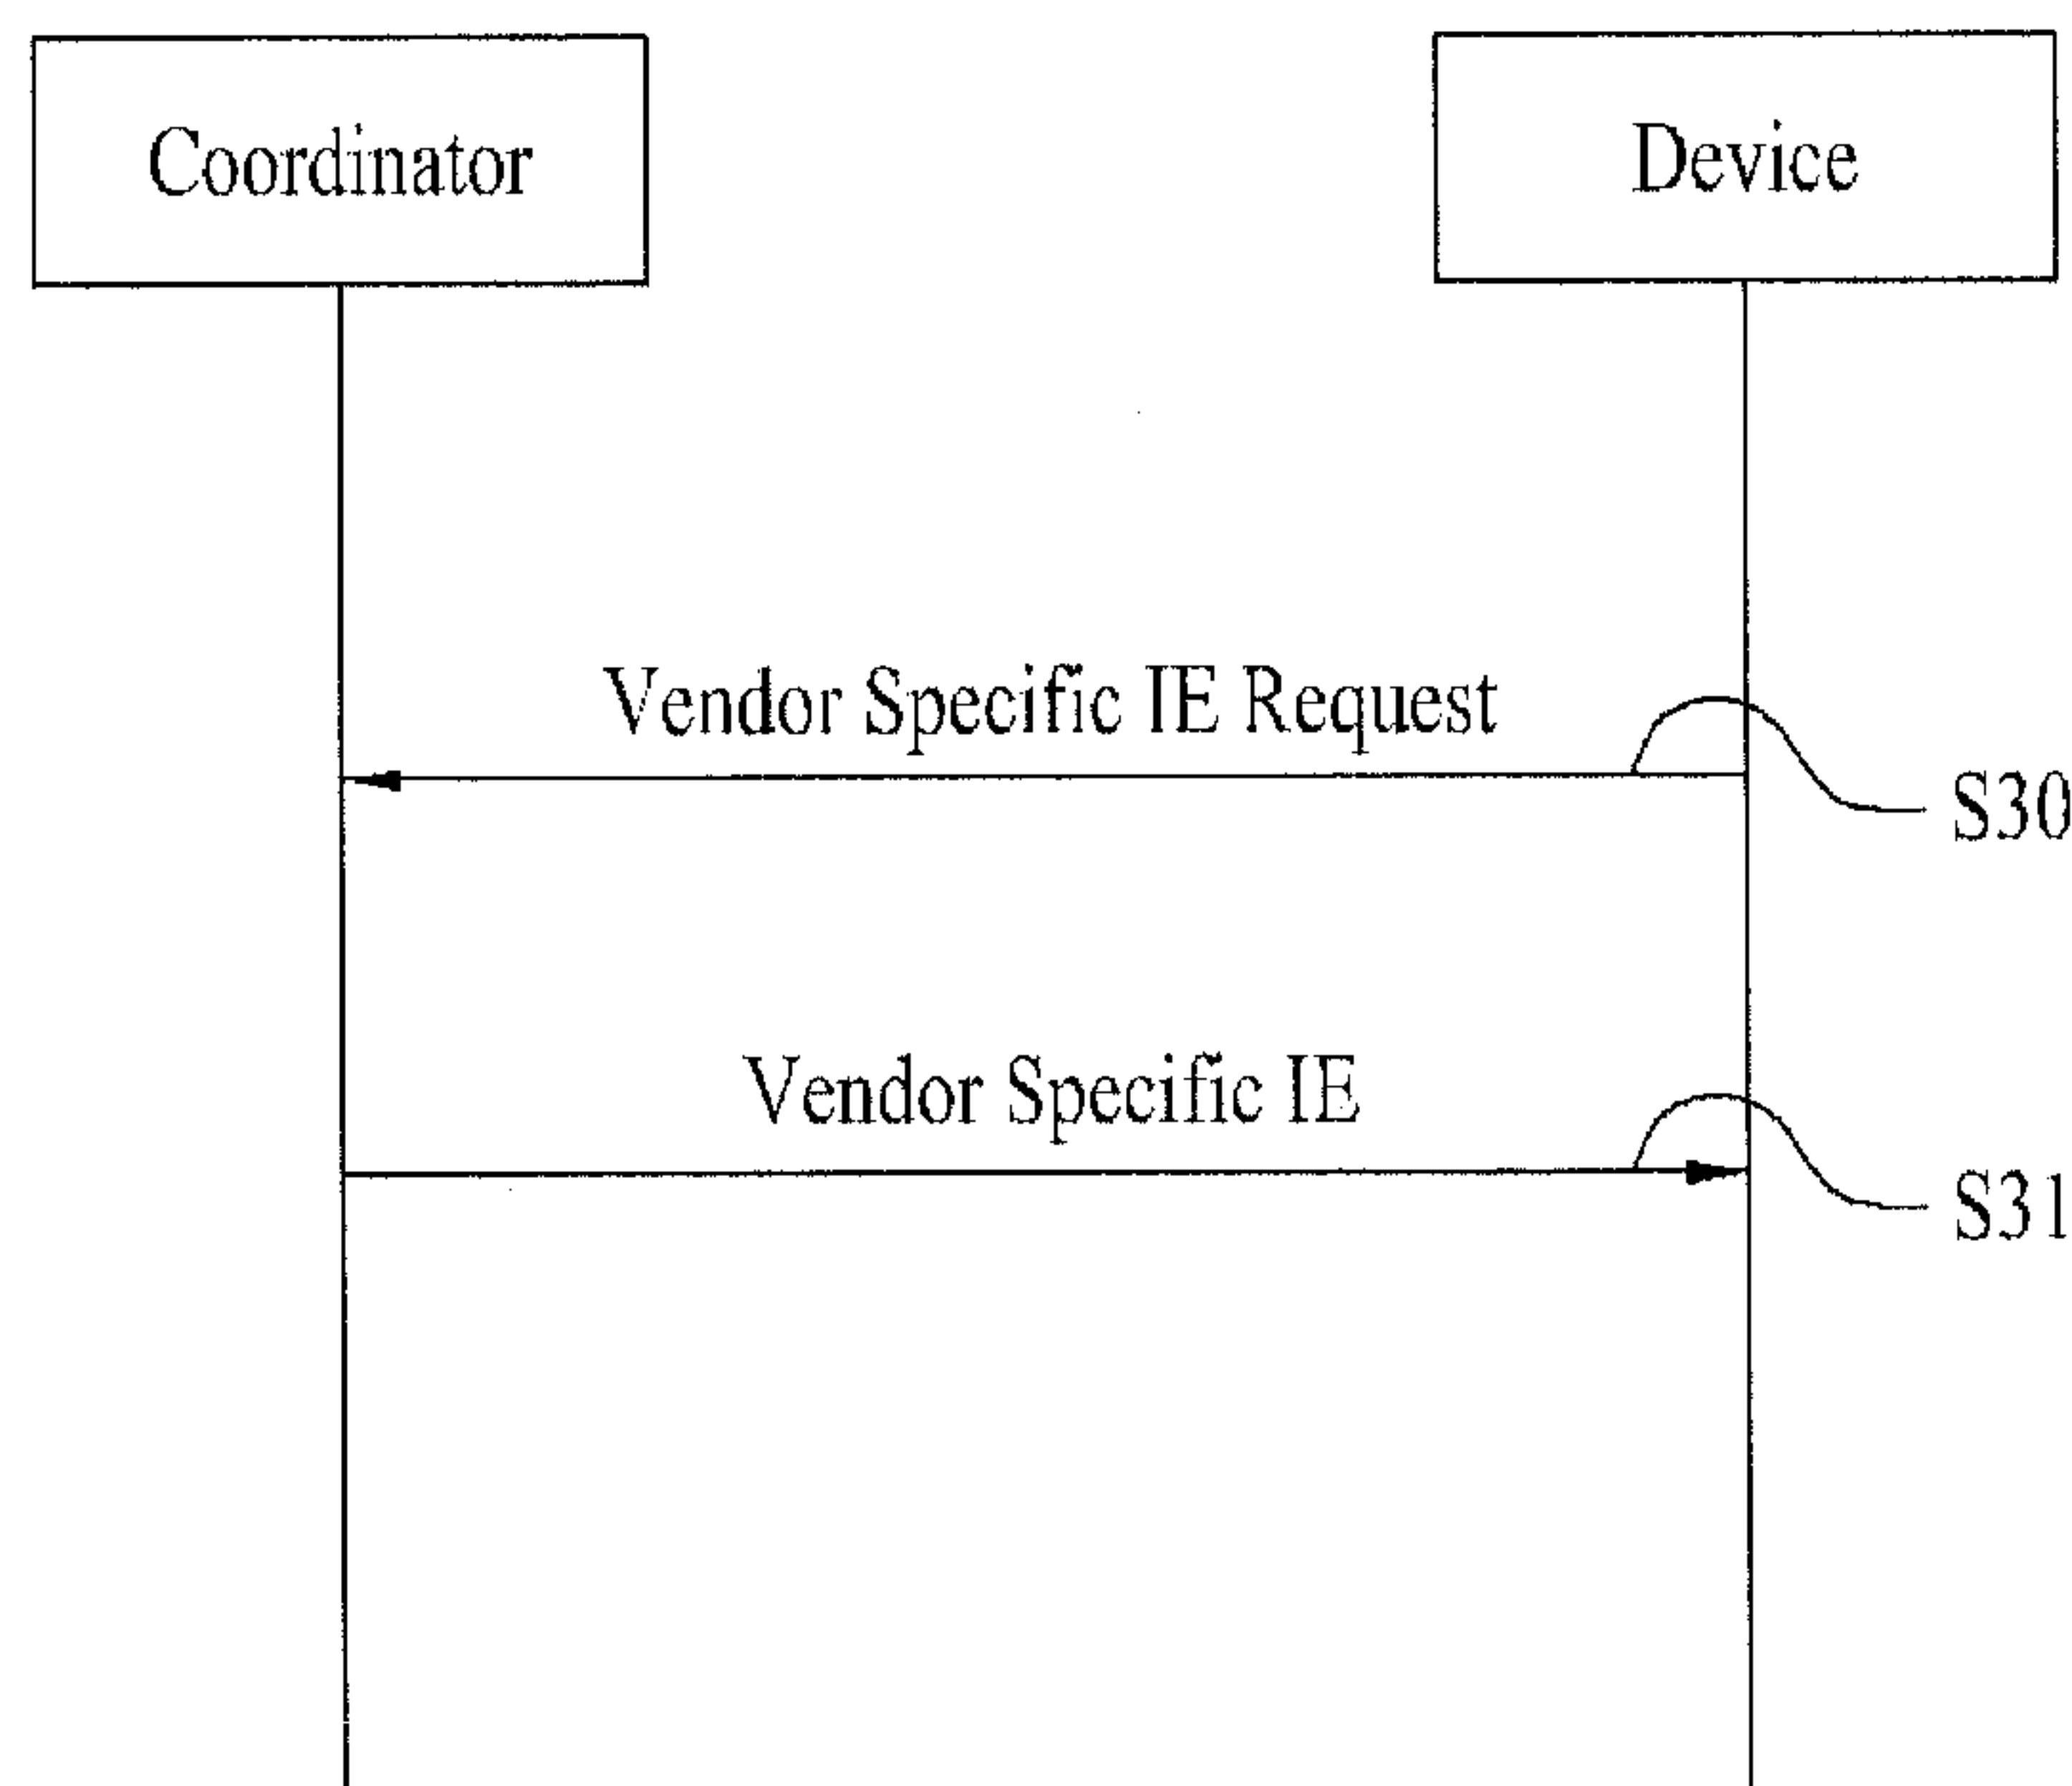 Coordinator
Device
Vendor Specific IE Request
S30
Vendor Specific IE
S31